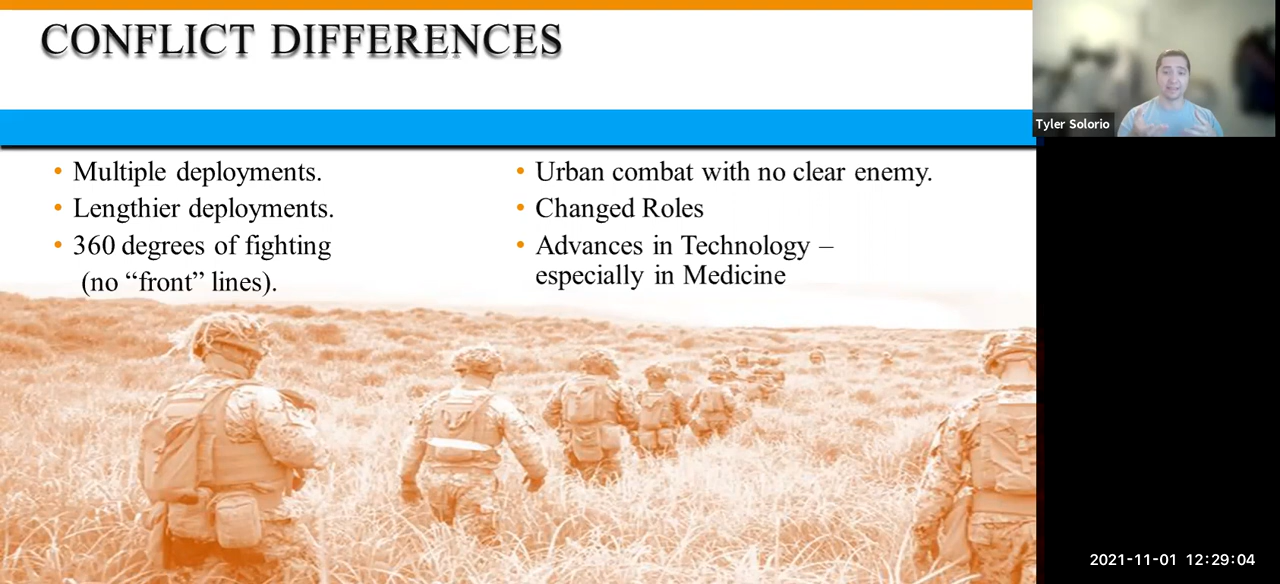 CONFLICT DIFFERENCES
Tyler Solorio
• Multiple deployments.
• Lengthier deployments.
• 360 degrees of fighting
(no “front” lines).
• Urban combat with no clear enemy.
• Changed Roles
• Advances in Technology –
especially in Medicine
2021-11-01 12:29:04